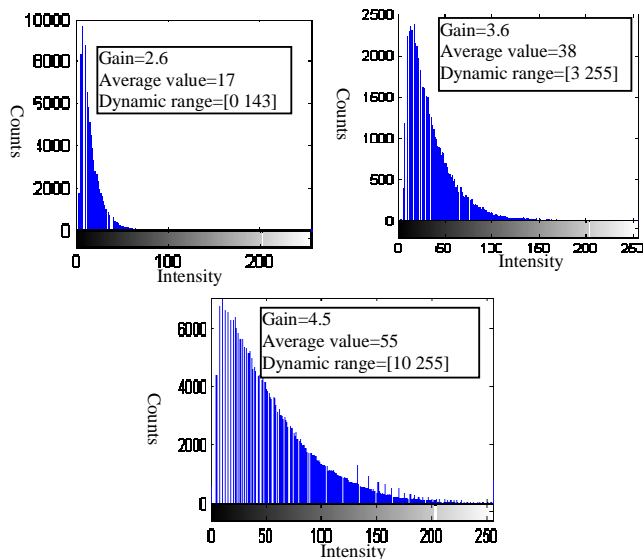 10000
8000
6000
4000
2000
0
Counts
Gain=2.6
Average value=17
Dynamic range=[0 143]
0 100 200
Intensity
2500
2000
1500
1000
500
0
Counts
Gain=3.6
Average value=38
Dynamic range=[3 255]
0 50 100 150 200 250
Intensity
6000
4000
2000
0
Counts
Gain=4.5
Average value=55
Dynamic range=[10 255]
0 50 100 150 200 250
Intensity